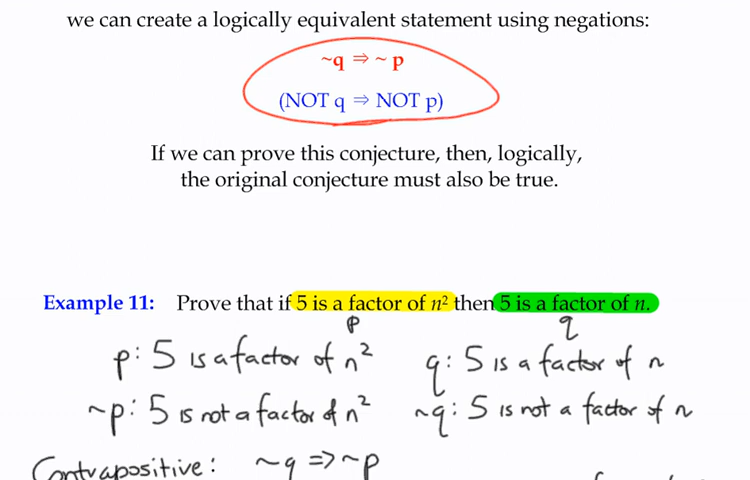 we can create a logically equivalent statement using negations:
~q ⇒ ~ p
(NOT q ⇒ NOT p)
If we can prove this conjecture, then, logically,
the original conjecture must also be true.
Example 11: Prove that if 5 is a factor of n² then 5 is a factor of n.
p q
p: 5 is a factor of n² q: 5 is a factor of n
~p: 5 is not a factor of n² ~q: 5 is not a factor of n
Contrapositive: ~q ⇒ ~p